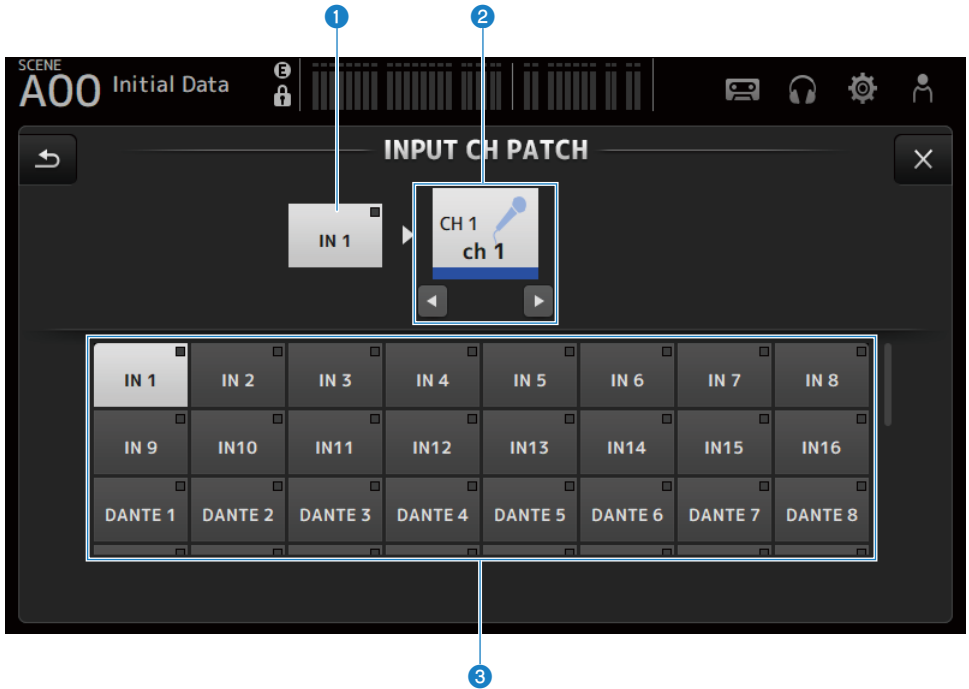 1 2
SCENE
A00 Initial Data E
INPUT CH PATCH
IN 1
CH 1
ch 1
IN 1 IN 2 IN 3 IN 4 IN 5 IN 6 IN 7 IN 8
IN 9 IN10 IN11 IN12 IN13 IN14 IN15 IN16
DANTE 1 DANTE 2 DANTE 3 DANTE 4 DANTE 5 DANTE 6 DANTE 7 DANTE 8
3